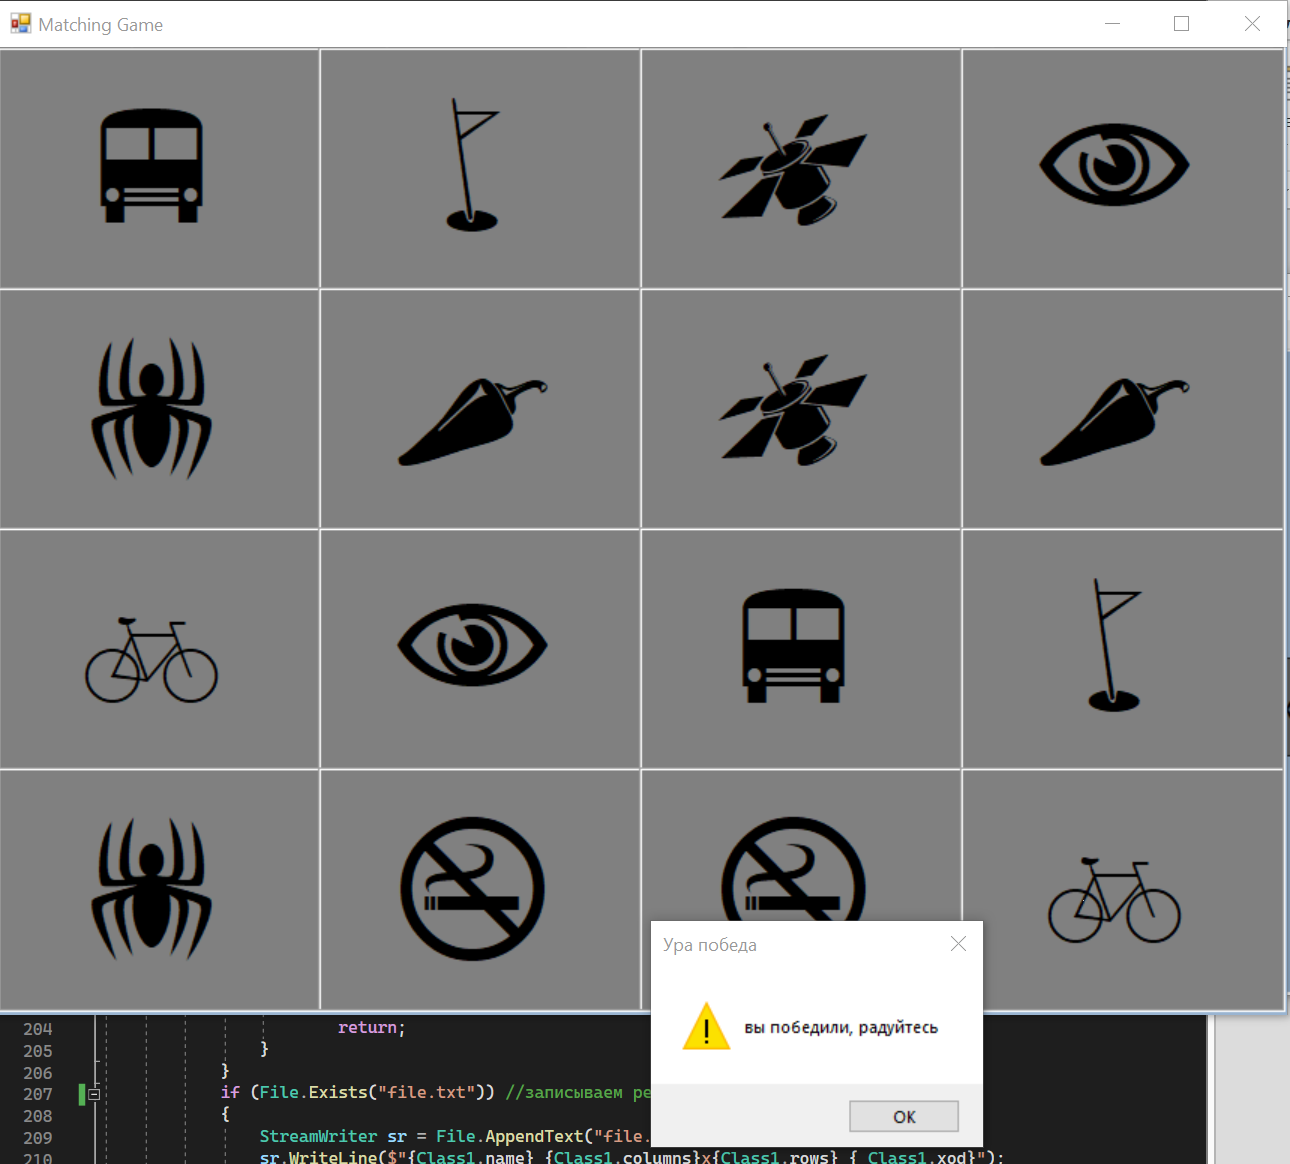 Matching Game
Ура победа
вы победили, радуйтесь
OK
204 return;
205 }
206 }
207 if (File.Exists("file.txt")) //записываем ре
208 {
209 StreamWriter sr = File.AppendText("file.
210 sr.WriteLine($"{Class1.name} {Class1.columns}x{Class1.rows} { Class1.xod}");